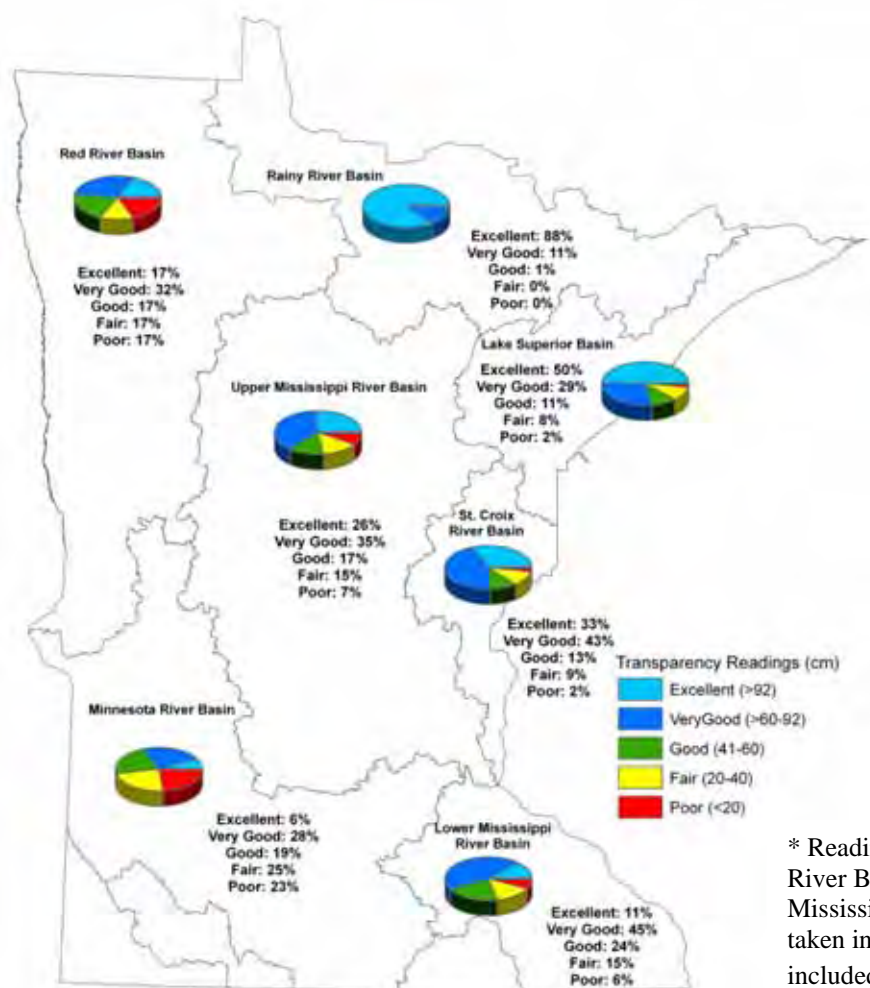 Red River Basin
Excellent: 17%
Very Good: 32%
Good: 17%
Fair: 17%
Poor: 17%
Rainy River Basin
Excellent: 88%
Very Good: 11%
Good: 1%
Fair: 0%
Poor: 0%
Lake Superior Basin
Excellent: 50%
Very Good: 29%
Good: 11%
Fair: 8%
Poor: 2%
Upper Mississippi River Basin
Excellent: 26%
Very Good: 35%
Good: 17%
Fair: 15%
Poor: 7%
St. Croix
River Basin
Excellent: 33%
Very Good: 43%
Good: 13%
Fair: 9%
Poor: 2%
Transparency Readings (cm)
Excellent (>92)
VeryGood (>60-92)
Good (41-60)
Fair (20-40)
Poor (<20)
Minnesota River Basin
Excellent: 6%
Very Good: 28%
Good: 19%
Fair: 25%
Poor: 23%
Lower Mississippi
River Basin
Excellent: 11%
Very Good: 45%
Good: 24%
Fair: 15%
Poor: 6%
* Readi
River B
Mississi
taken in
included